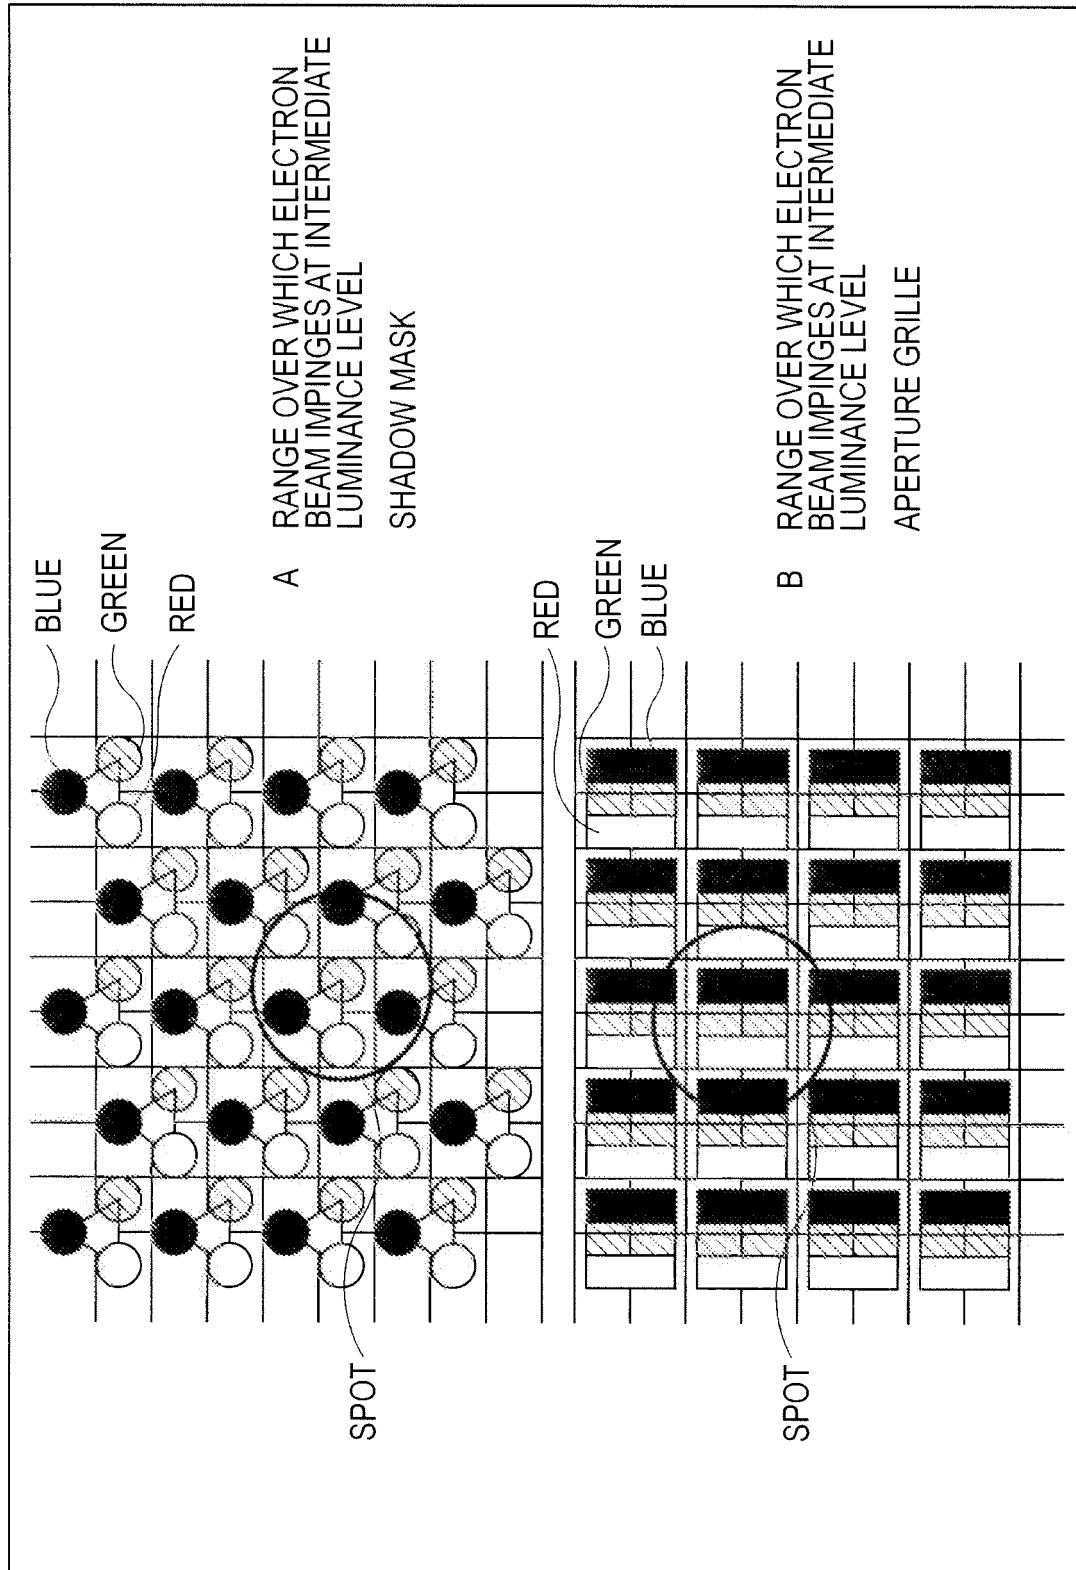 BLUE
GREEN
RED
SPOT
A RANGE OVER WHICH ELECTRON
BEAM IMPINGES AT INTERMEDIATE
LUMINANCE LEVEL
SHADOW MASK
RED
GREEN
BLUE
SPOT
B RANGE OVER WHICH ELECTRON
BEAM IMPINGES AT INTERMEDIATE
LUMINANCE LEVEL
APERTURE GRILLE